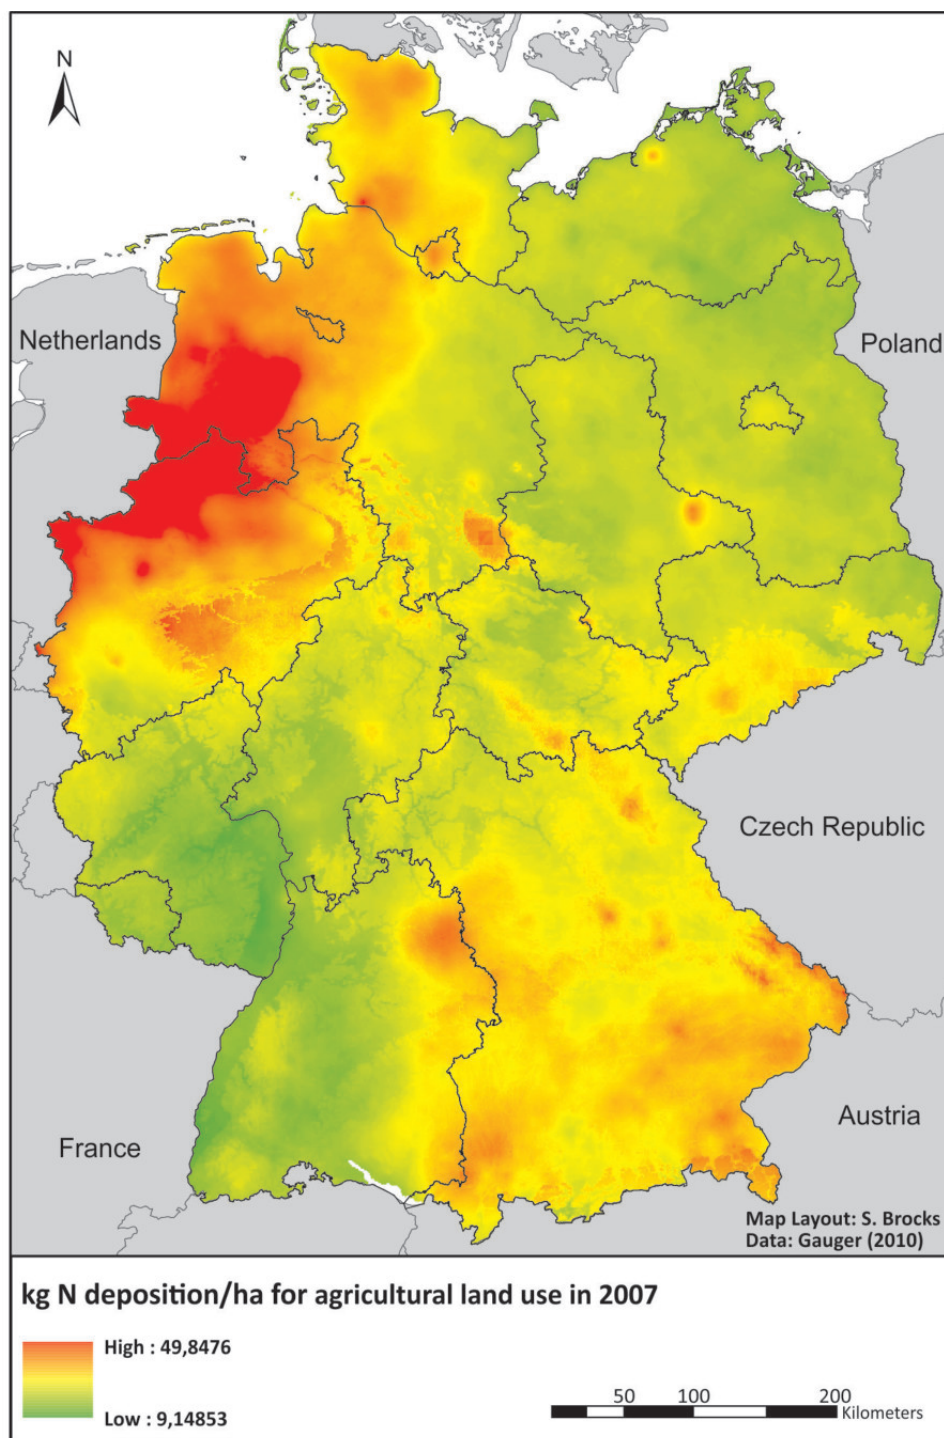 N
Netherlands
Poland
Czech Republic
Austria
France
Map Layout: S. Brocks
Data: Gauger (2010)
kg N deposition/ha for agricultural land use in 2007
High : 49,8476
Low : 9,14853
50 100 200
Kilometers